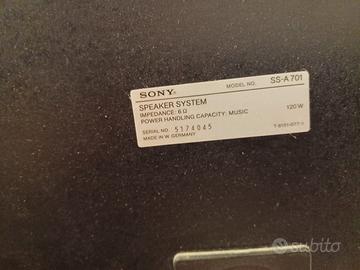 SONY® MODEL NO. SS-A701
SPEAKER SYSTEM
IMPEDANCE: 6 Ω
POWER HANDLING CAPACITY: MUSIC 120 W
SERIAL NO. 5174045
MADE IN W. GERMANY
subito